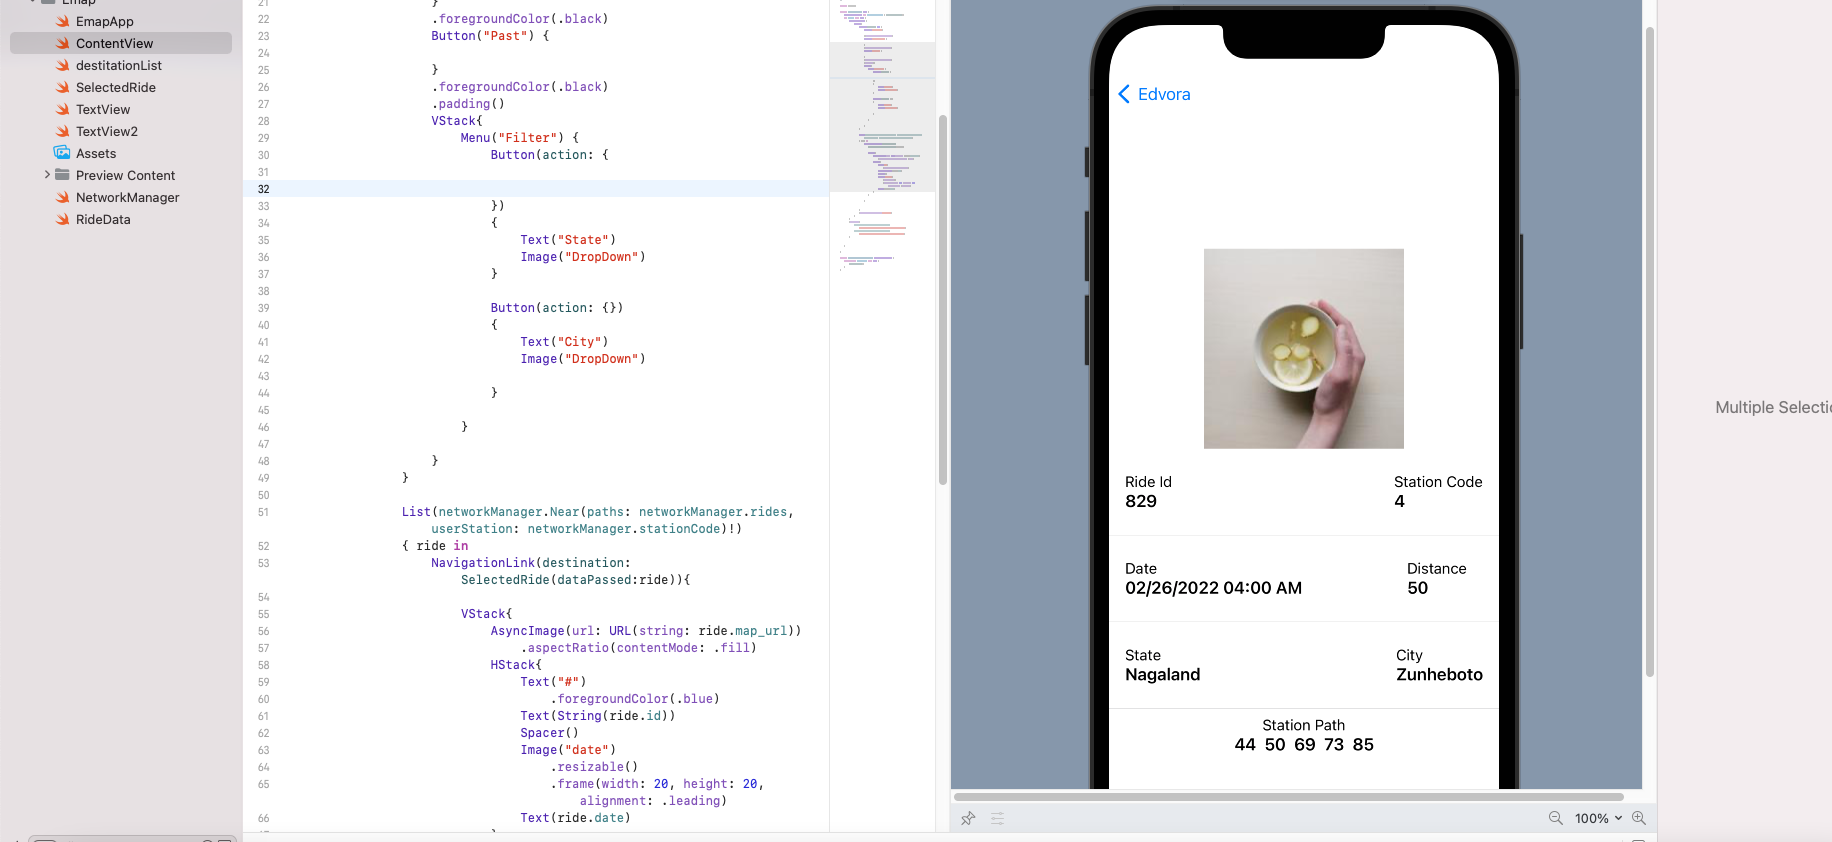 Emap
EmapApp
ContentView
destitationList
SelectedRide
TextView
TextView2
Assets
Preview Content
NetworkManager
RideData
21 }
22 .foregroundColor(.black)
23 Button("Past") {
24
25 }
26 .foregroundColor(.black)
27 .padding()
28 VStack{
29 Menu("Filter") {
30 Button(action: {
31
32
33 })
34 {
35 Text("State")
36 Image("DropDown")
37 }
38
39 Button(action: {})
40 {
41 Text("City")
42 Image("DropDown")
43
44 }
45
46 }
47
48 }
49 }
50
51 List(networkManager.Near(paths: networkManager.rides,
userStation: networkManager.stationCode)!)
52 { ride in
53 NavigationLink(destination:
SelectedRide(dataPassed:ride)){
54
55 VStack{
56 AsyncImage(url: URL(string: ride.map_url))
57 .aspectRatio(contentMode: .fill)
58 HStack{
59 Text("#")
60 .foregroundColor(.blue)
61 Text(String(ride.id))
62 Spacer()
63 Image("date")
64 .resizable()
65 .frame(width: 20, height: 20,
alignment: .leading)
66 Text(ride.date)
Edvora
Ride Id
829
Station Code
4
Date
02/26/2022 04:00 AM
Distance
50
State
Nagaland
City
Zunheboto
Station Path
44 50 69 73 85
100%
Multiple Selectio